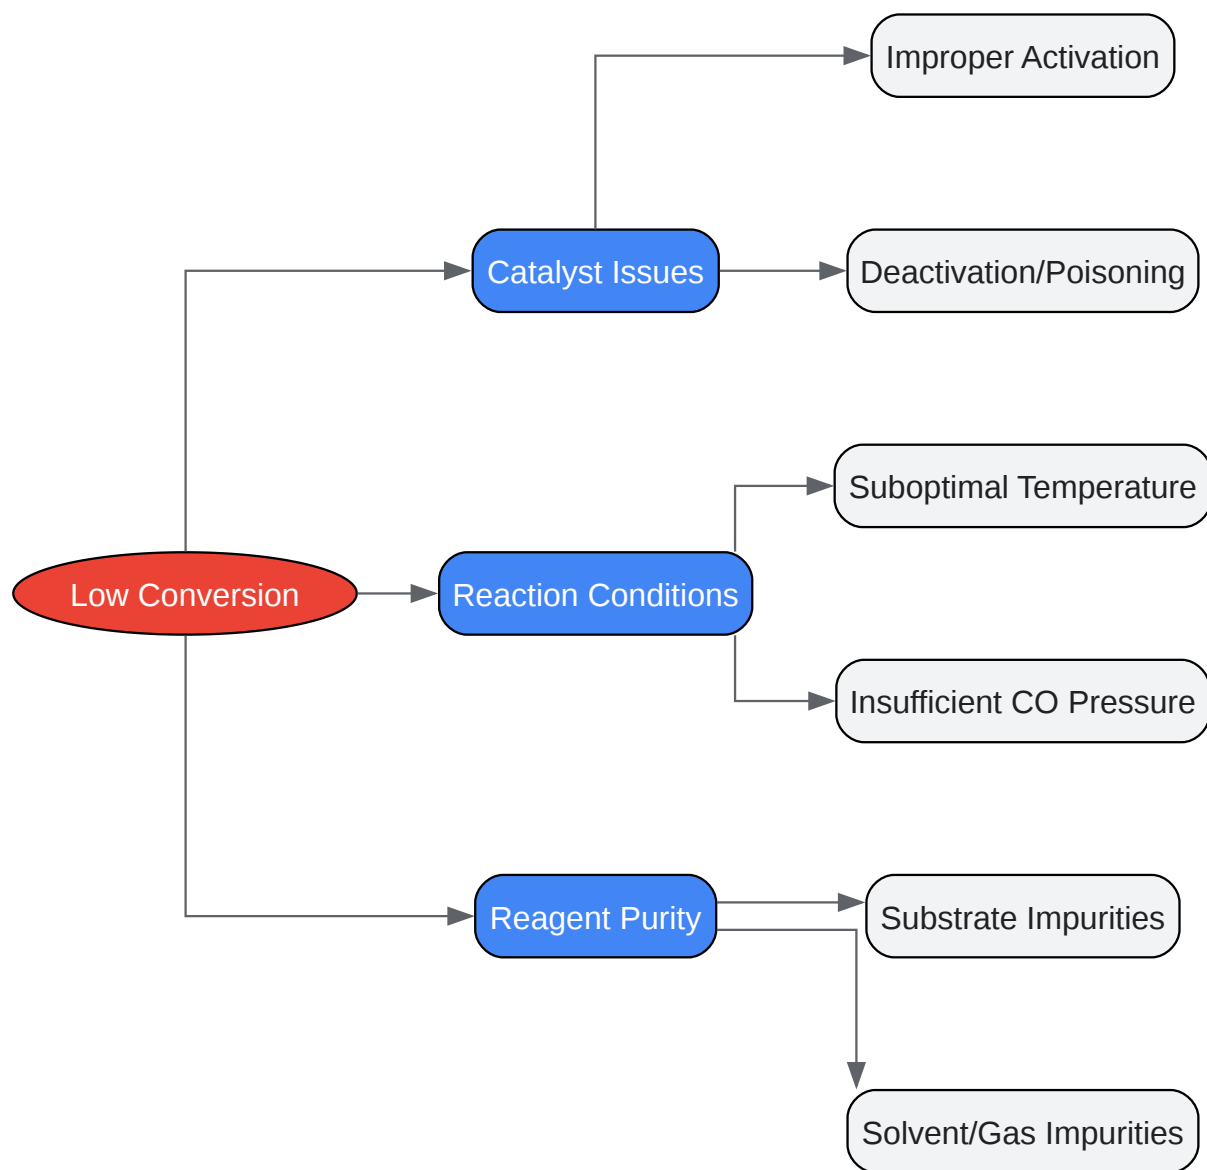 Improper Activation
Catalyst Issues
Deactivation/Poisoning
Suboptimal Temperature
Low Conversion
Reaction Conditions
Insufficient CO Pressure
Reagent Purity
Substrate Impurities
Solvent/Gas Impurities